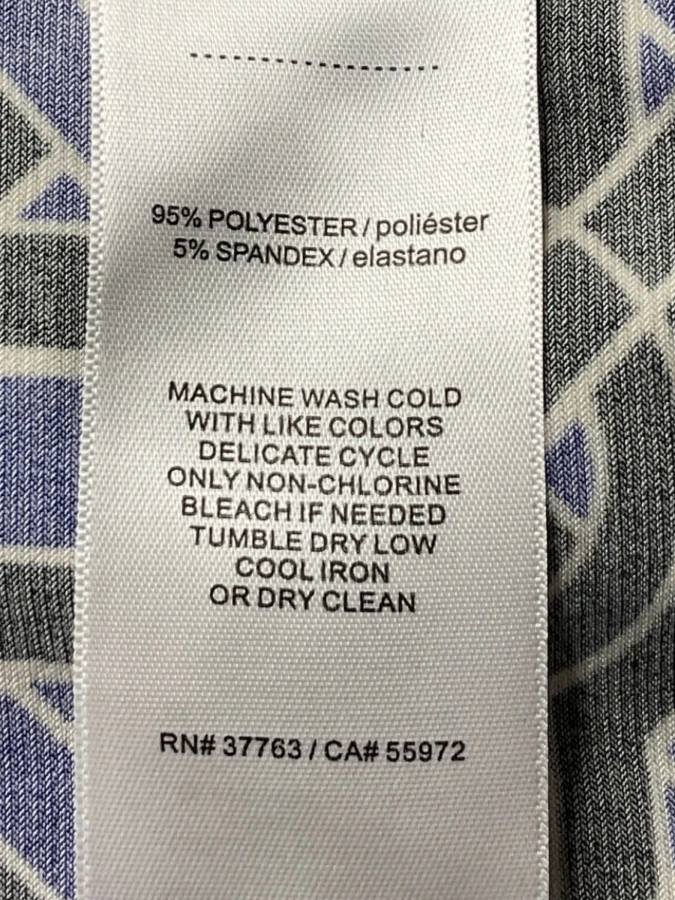 95% POLYESTER / poliéster
5% SPANDEX / elastano
MACHINE WASH COLD
WITH LIKE COLORS
DELICATE CYCLE
ONLY NON-CHLORINE
BLEACH IF NEEDED
TUMBLE DRY LOW
COOL IRON
OR DRY CLEAN
RN# 37763 / CA# 55972